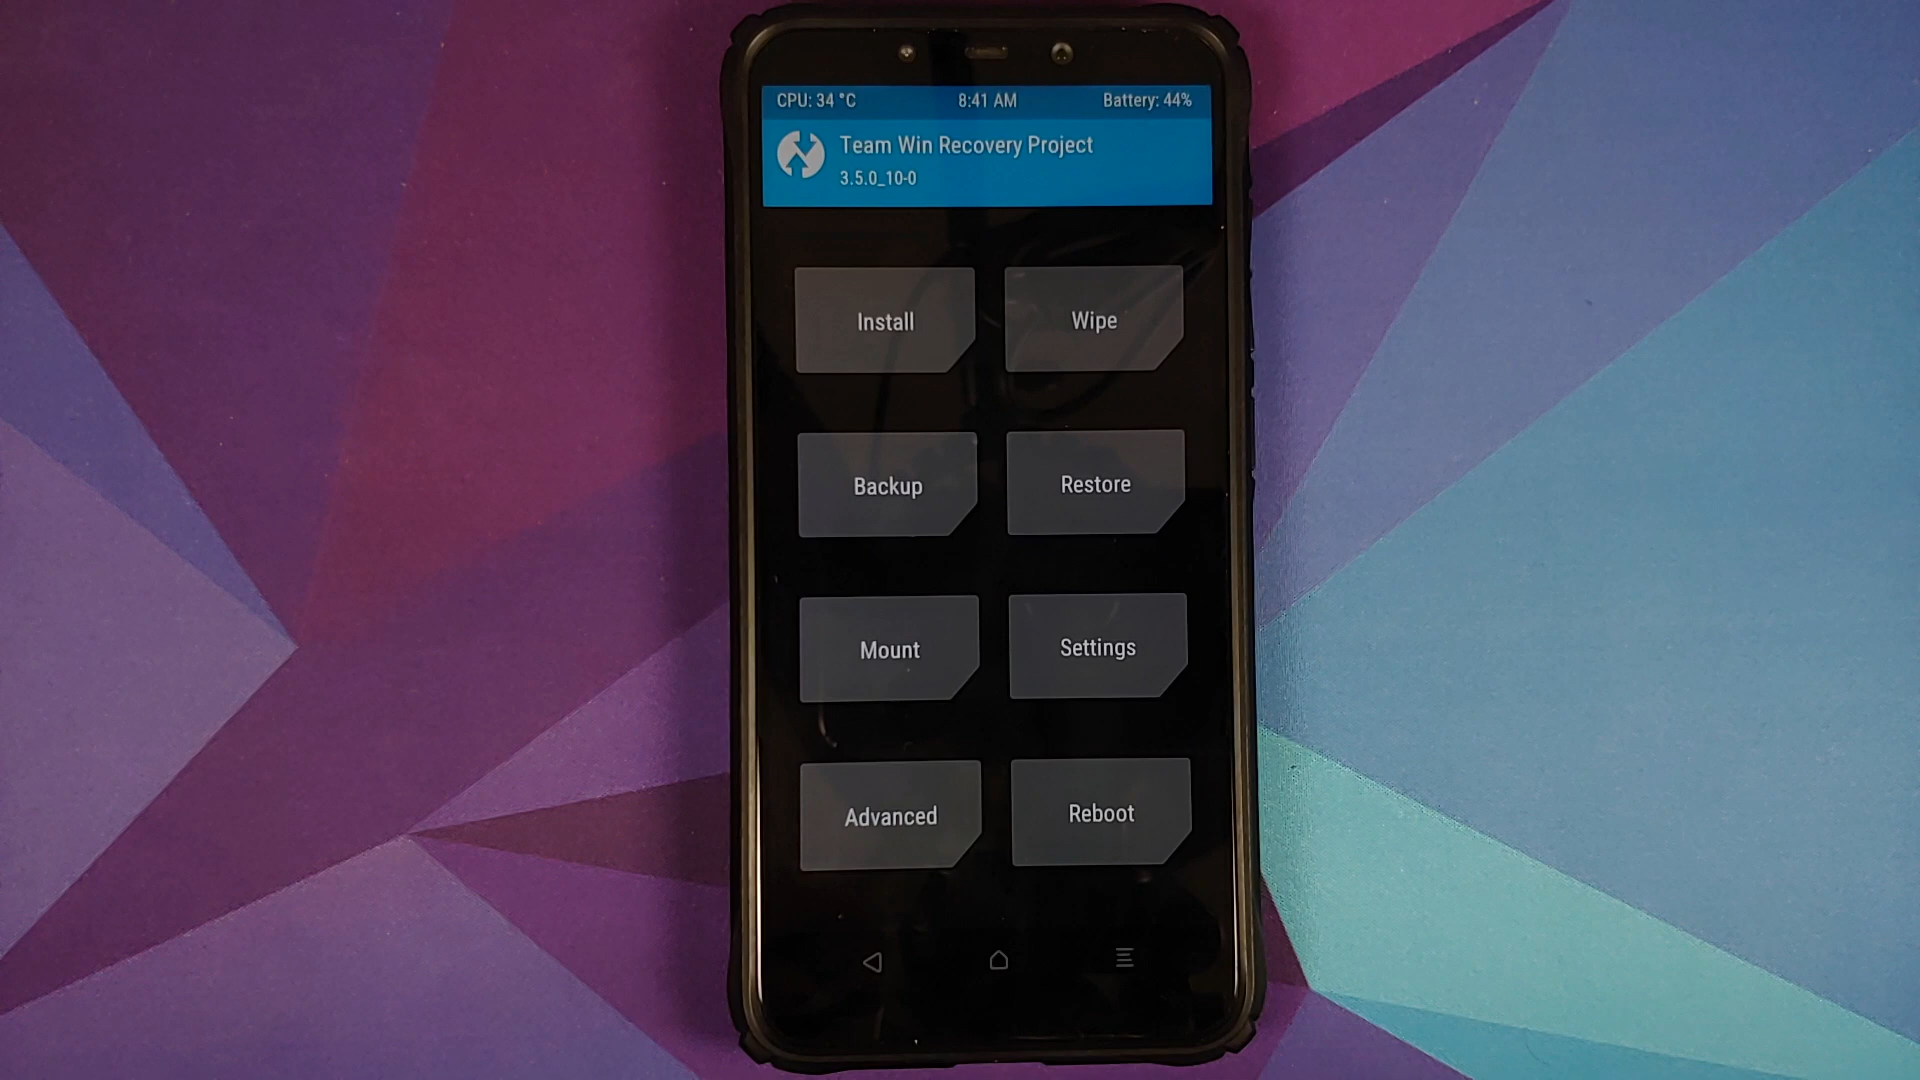 CPU: 34 °C 8:41 AM Battery: 44%
Team Win Recovery Project
3.5.0_10-0
Install Wipe
Backup Restore
Mount Settings
Advanced Reboot